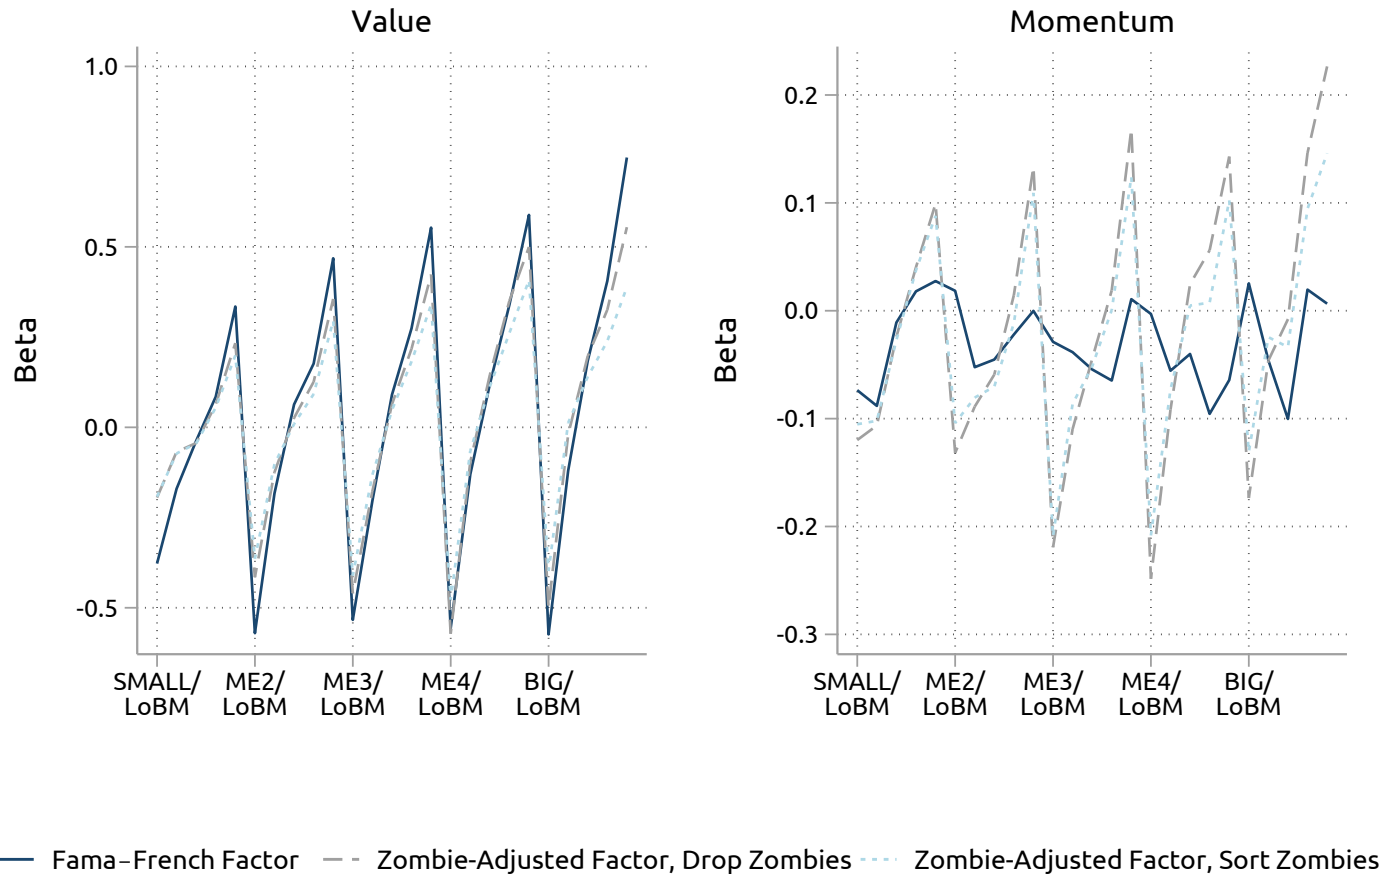 Value
Momentum
Beta
1.0
0.5
0.0
-0.5
SMALL/
LoBM
ME2/
LoBM
ME3/
LoBM
ME4/
LoBM
BIG/
LoBM
Beta
0.2
0.1
0.0
-0.1
-0.2
-0.3
SMALL/
LoBM
ME2/
LoBM
ME3/
LoBM
ME4/
LoBM
BIG/
LoBM
Fama–French Factor
Zombie-Adjusted Factor, Drop Zombies
Zombie-Adjusted Factor, Sort Zombies